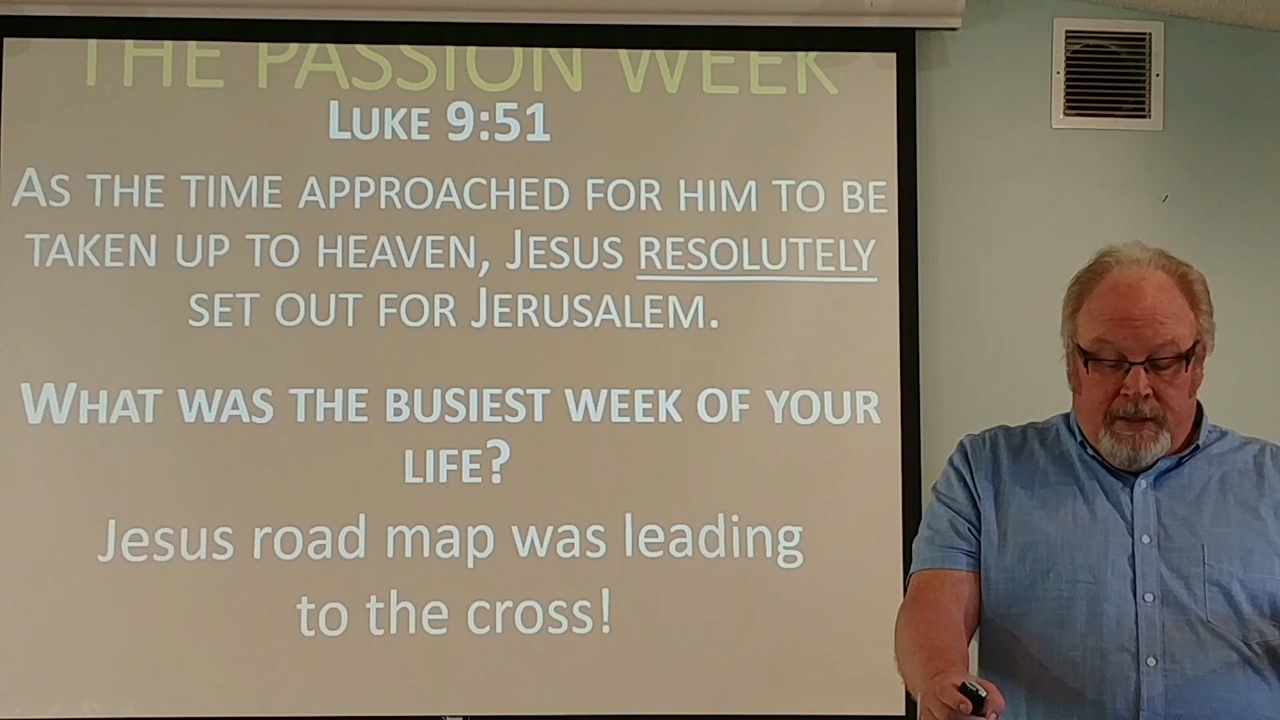 THE PASSION WEEK
LUKE 9:51
AS THE TIME APPROACHED FOR HIM TO BE
TAKEN UP TO HEAVEN, JESUS RESOLUTELY
SET OUT FOR JERUSALEM.
WHAT WAS THE BUSIEST WEEK OF YOUR
LIFE?
Jesus road map was leading
to the cross!